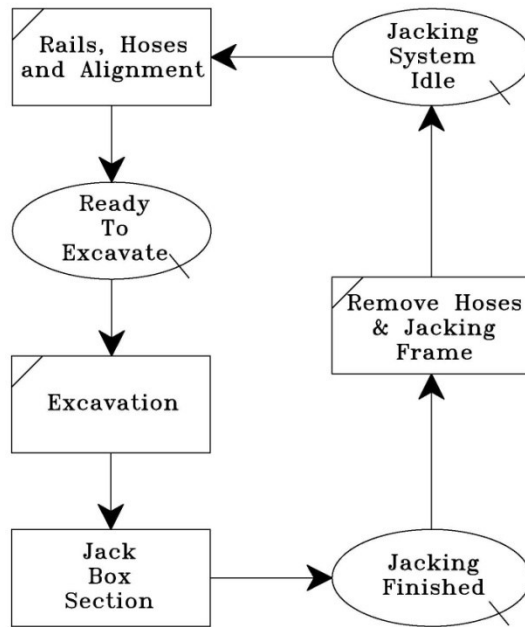 Rails, Hoses
and Alignment
Jacking
System
Idle
Ready
To
Excavate
Remove Hoses
& Jacking
Frame
Excavation
Jack
Box
Section
Jacking
Finished